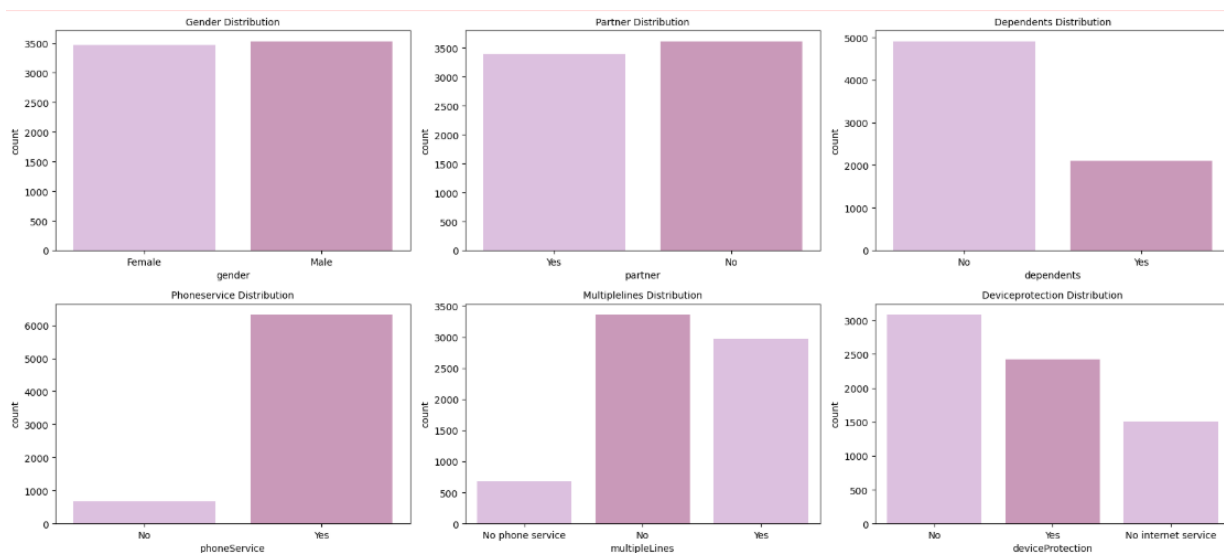 Gender Distribution
3500
3000
2500
2000
1500
1000
500
0
count
Female Male
gender
Partner Distribution
3500
3000
2500
2000
1500
1000
500
0
count
Yes No
partner
Dependents Distribution
5000
4000
3000
2000
1000
0
count
No Yes
dependents
Phoneservice Distribution
6000
5000
4000
3000
2000
1000
0
count
No Yes
phoneService
Multiplelines Distribution
3500
3000
2500
2000
1500
1000
500
0
count
No phone service No Yes
multipleLines
Deviceprotection Distribution
3000
2500
2000
1500
1000
500
0
count
No Yes No internet service
deviceProtection